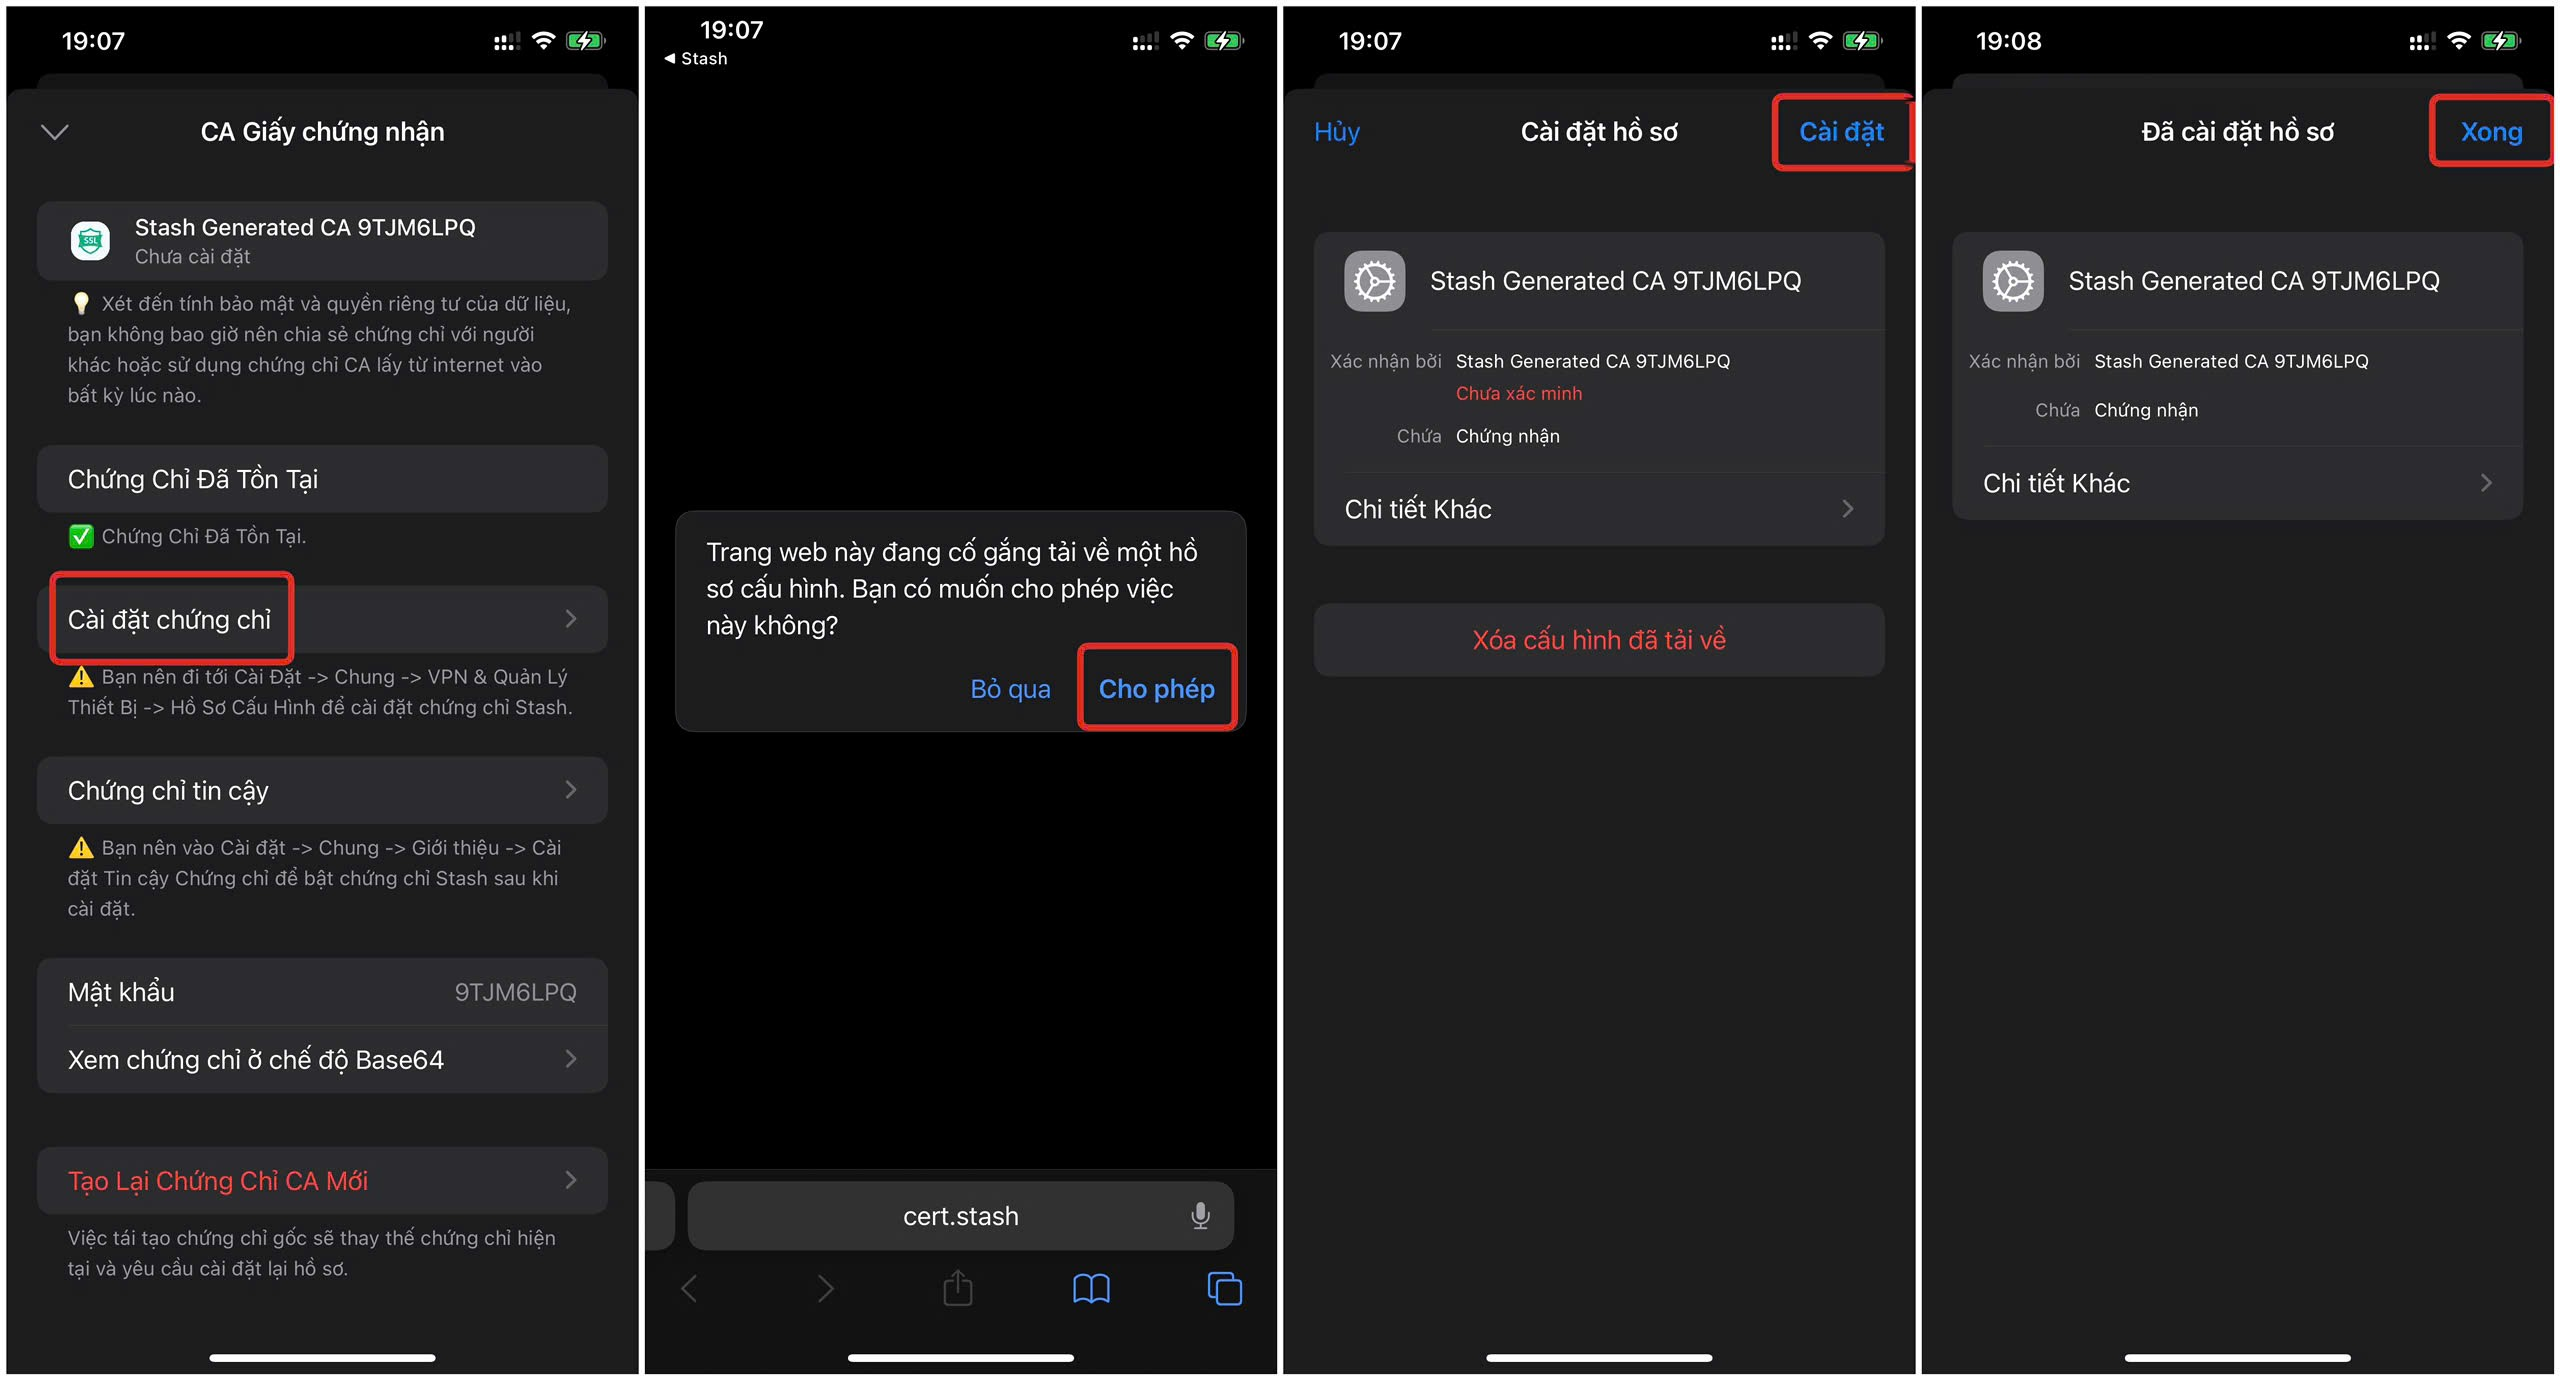 19:07
CA Giấy chứng nhận
SSL
Stash Generated CA 9TJM6LPQ
Chưa cài đặt
Xét đến tính bảo mật và quyền riêng tư của dữ liệu,
bạn không bao giờ nên chia sẻ chứng chỉ với người
khác hoặc sử dụng chứng chỉ CA lấy từ internet vào
bất kỳ lúc nào.
Chứng Chỉ Đã Tồn Tại
Chứng Chỉ Đã Tồn Tại.
Cài đặt chứng chỉ
Bạn nên đi tới Cài Đặt -> Chung -> VPN & Quản Lý
Thiết Bị -> Hồ Sơ Cấu Hình để cài đặt chứng chỉ Stash.
Chứng chỉ tin cậy
Bạn nên vào Cài đặt -> Chung -> Giới thiệu -> Cài
đặt Tin cậy Chứng chỉ để bật chứng chỉ Stash sau khi
cài đặt.
Mật khẩu 9TJM6LPQ
Xem chứng chỉ ở chế độ Base64
Tạo Lại Chứng Chỉ CA Mới
Việc tái tạo chứng chỉ gốc sẽ thay thế chứng chỉ hiện
tại và yêu cầu cài đặt lại hồ sơ.
19:07
Stash
Trang web này đang cố gắng tải về một hồ
sơ cấu hình. Bạn có muốn cho phép việc
này không?
Bỏ qua Cho phép
cert.stash
19:07
Hủy Cài đặt hồ sơ Cài đặt
Stash Generated CA 9TJM6LPQ
Xác nhận bởi Stash Generated CA 9TJM6LPQ
Chưa xác minh
Chứa Chứng nhận
Chi tiết Khác
Xóa cấu hình đã tải về
19:08
Đã cài đặt hồ sơ Xong
Stash Generated CA 9TJM6LPQ
Xác nhận bởi Stash Generated CA 9TJM6LPQ
Chứa Chứng nhận
Chi tiết Khác